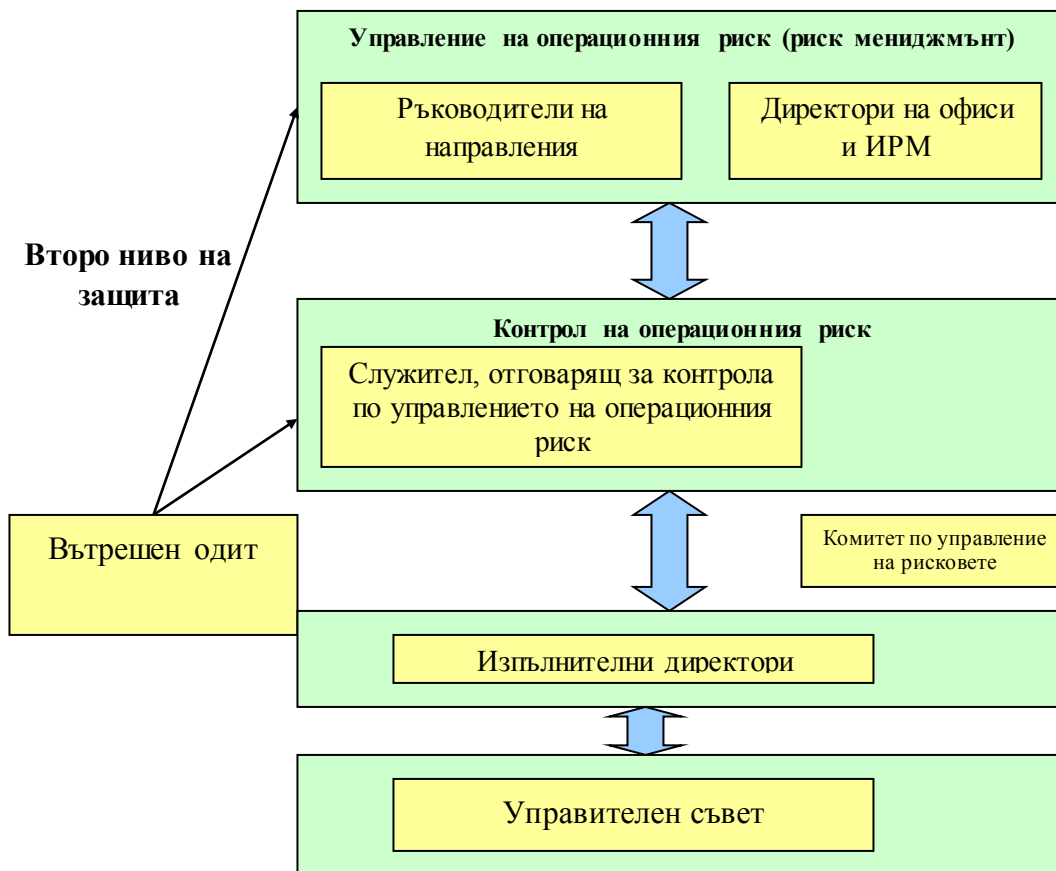 Управление на операционния риск (риск мениджмънт)
Ръководители на
направления
Директори на офиси
и ИРМ
Второ ниво на
защита
Контрол на операционния риск
Служител, отговарящ за контрола
по управлението на операционния
риск
Вътрешен одит
Комитет по управление
на рисковете
Изпълнителни директори
Управителен съвет